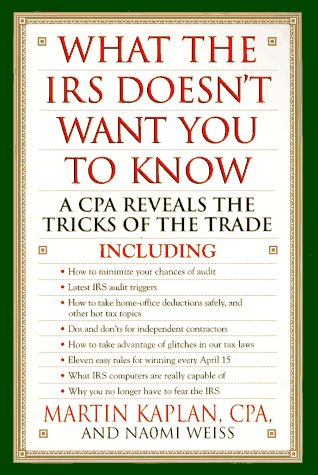 WHAT THE
IRS DOESN'T
WANT YOU
TO KNOW
A CPA REVEALS THE
TRICKS OF THE TRADE
INCLUDING
• How to minimize your chances of audit
• Latest IRS audit triggers
• How to take home-office deductions safely, and
other hot tax topics
• Dos and don'ts for independent contractors
• How to take advantage of glitches in our tax laws
• Eleven easy rules for winning every April 15
• What IRS computers are really capable of
• Why you no longer have to fear the IRS
MARTIN KAPLAN, CPA,
AND NAOMI WEISS